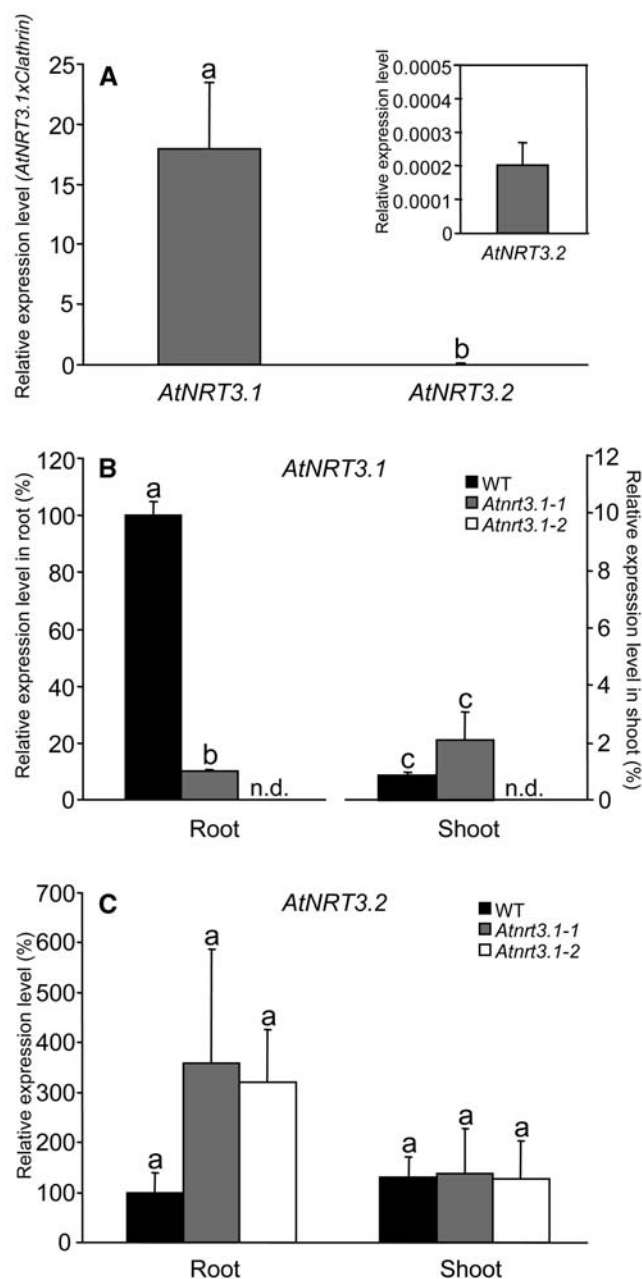 A
Relative expression level (AtNRT3.1xClathrin)
25
20
15
10
5
0
a
b
AtNRT3.1
AtNRT3.2
Relative expression level
0.0005
0.0004
0.0003
0.0002
0.0001
0
AtNRT3.2
B
AtNRT3.1
Relative expression level in root (%)
120
100
80
60
40
20
0
a
b
n.d.
c
c
n.d.
WT
Atnrt3.1-1
Atnrt3.1-2
12
10
8
6
4
2
0
Relative expression level in shoot (%)
Root
Shoot
C
AtNRT3.2
Relative expression level (%)
700
600
500
400
300
200
100
0
a
a
a
a
a
a
WT
Atnrt3.1-1
Atnrt3.1-2
Root
Shoot